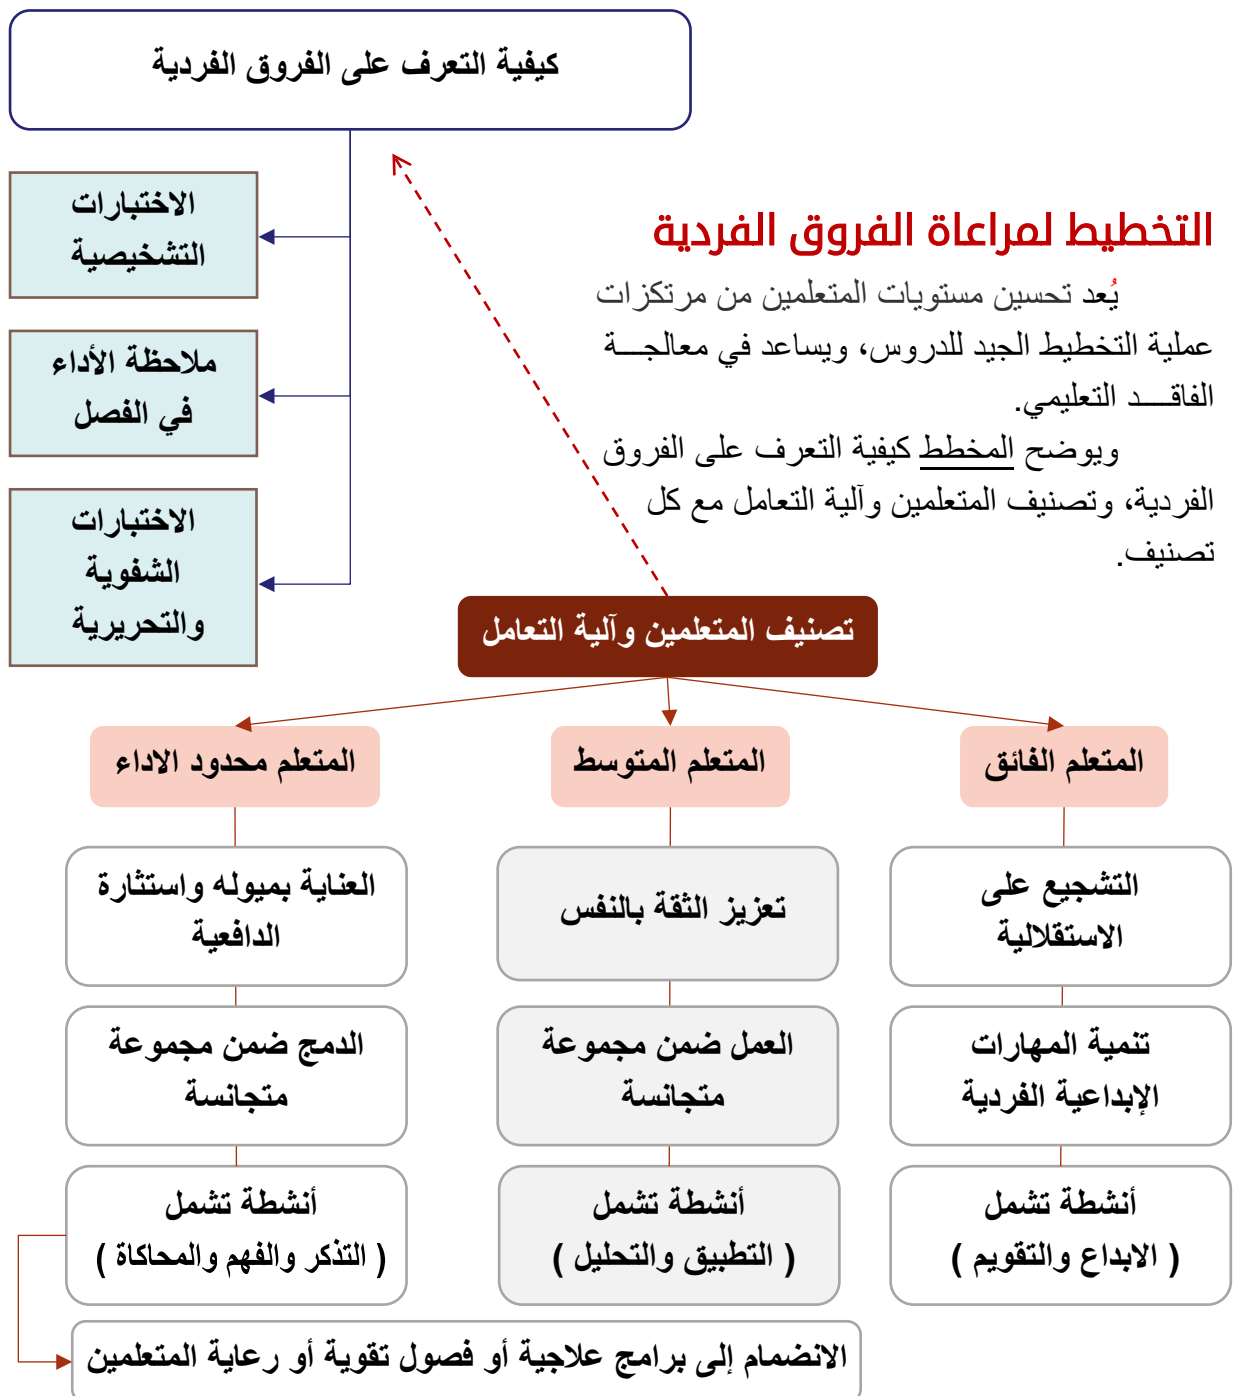 كيفية التعرف على الفروق الفردية
الاختبارات
التشخيصية
ملاحظة الأداء
في الفصل
الاختبارات
الشفوية
والتحريرية
التخطيط لمراعاة الفروق الفردية
يُعد تحسين مستويات المتعلمين من مرتكزات
عملية التخطيط الجيد للدروس، ويساعد في معالجـــة
الفاقـــد التعليمي.
ويوضح المخطط كيفية التعرف على الفروق
الفردية، وتصنيف المتعلمين وآلية التعامل مع كل
تصنيف.
تصنيف المتعلمين وآلية التعامل
المتعلم الفائق
التشجيع على
الاستقلالية
تنمية المهارات
الإبداعية الفردية
أنشطة تشمل
( الابداع والتقويم )
المتعلم المتوسط
تعزيز الثقة بالنفس
العمل ضمن مجموعة
متجانسة
أنشطة تشمل
( التطبيق والتحليل )
المتعلم محدود الاداء
العناية بميوله واستثارة
الدافعية
الدمج ضمن مجموعة
متجانسة
أنشطة تشمل
( التذكر والفهم والمحاكاة )
الانضمام إلى برامج علاجية أو فصول تقوية أو رعاية المتعلمين